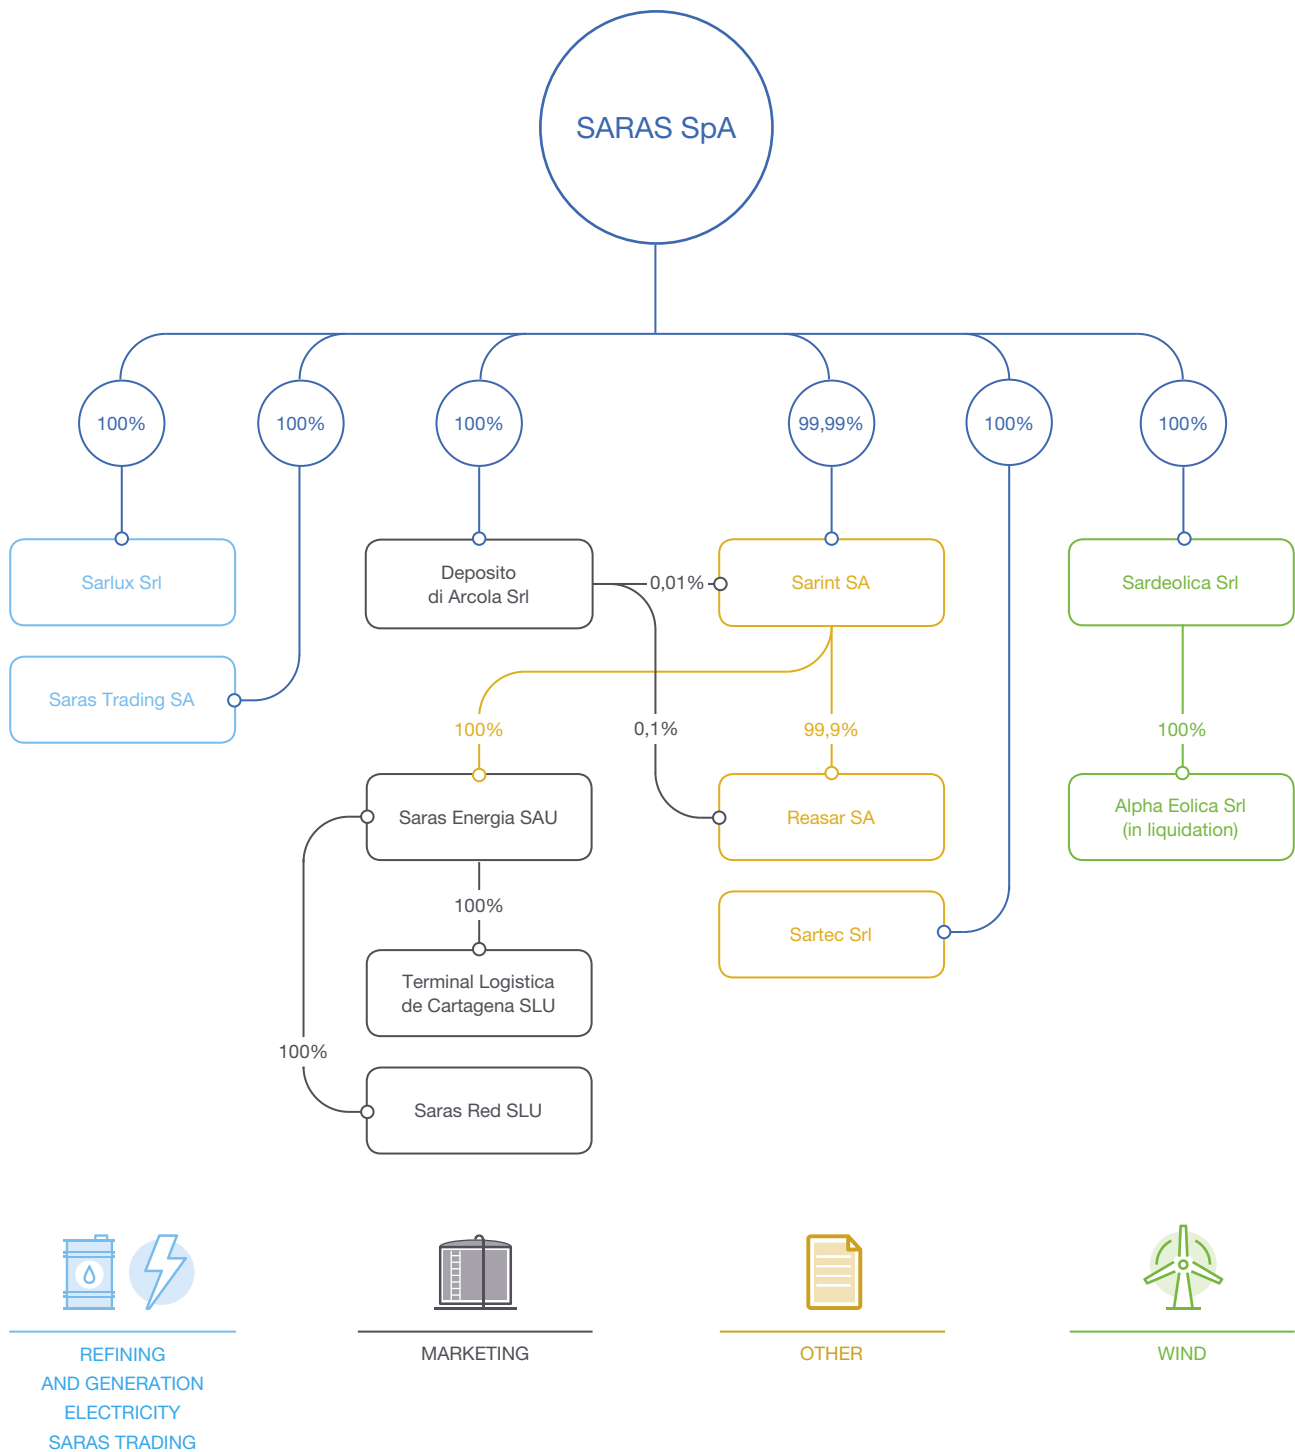 SARAS SpA
100%
100%
100%
99,99%
100%
100%
Sarlux Srl
Deposito
di Arcola Srl
0,01%
Sarint SA
Sardeolica Srl
Saras Trading SA
100%
0,1%
99,9%
100%
Saras Energia SAU
Reasar SA
Alpha Eolica Srl
(in liquidation)
100%
Sartec Srl
Terminal Logistica
de Cartagena SLU
100%
Saras Red SLU
REFINING
AND GENERATION
ELECTRICITY
SARAS TRADING
MARKETING
OTHER
WIND